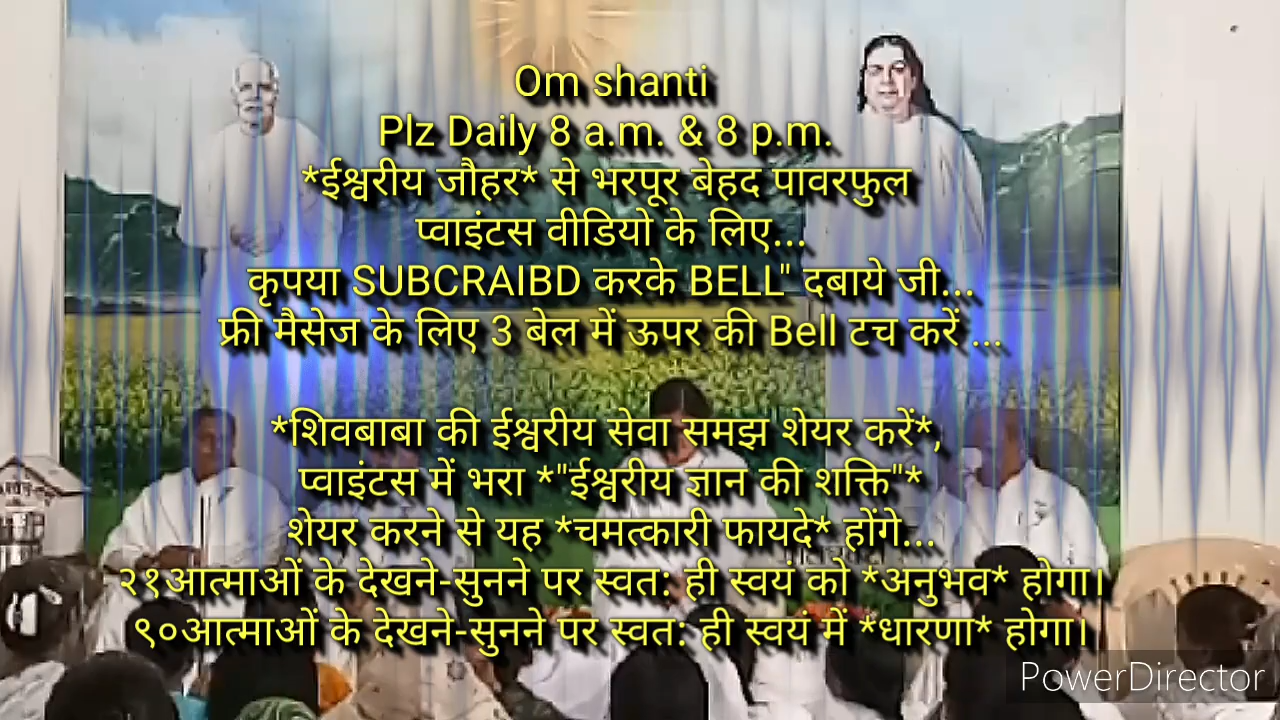 Om shanti
Plz Daily 8 a.m. & 8 p.m.
*ईश्वरीय जौहर* से भरपूर बेहद पावरफुल
प्वाइंटस वीडियो के लिए...
कृपया SUBCRAIBD करके BELL" दबाये जी...
फ्री मैसेज के लिए 3 बेल में ऊपर की Bell टच करें ...
*शिवबाबा की ईश्वरीय सेवा समझ शेयर करें*,
प्वाइंटस में भरा *"ईश्वरीय ज्ञान की शक्ति"*
शेयर करने से यह *चमत्कारी फायदे* होंगे...
२१आत्माओं के देखने-सुनने पर स्वत: ही स्वयं को *अनुभव* होगा।
९०आत्माओं के देखने-सुनने पर स्वत: ही स्वयं में *धारणा* होगा।
PowerDirector